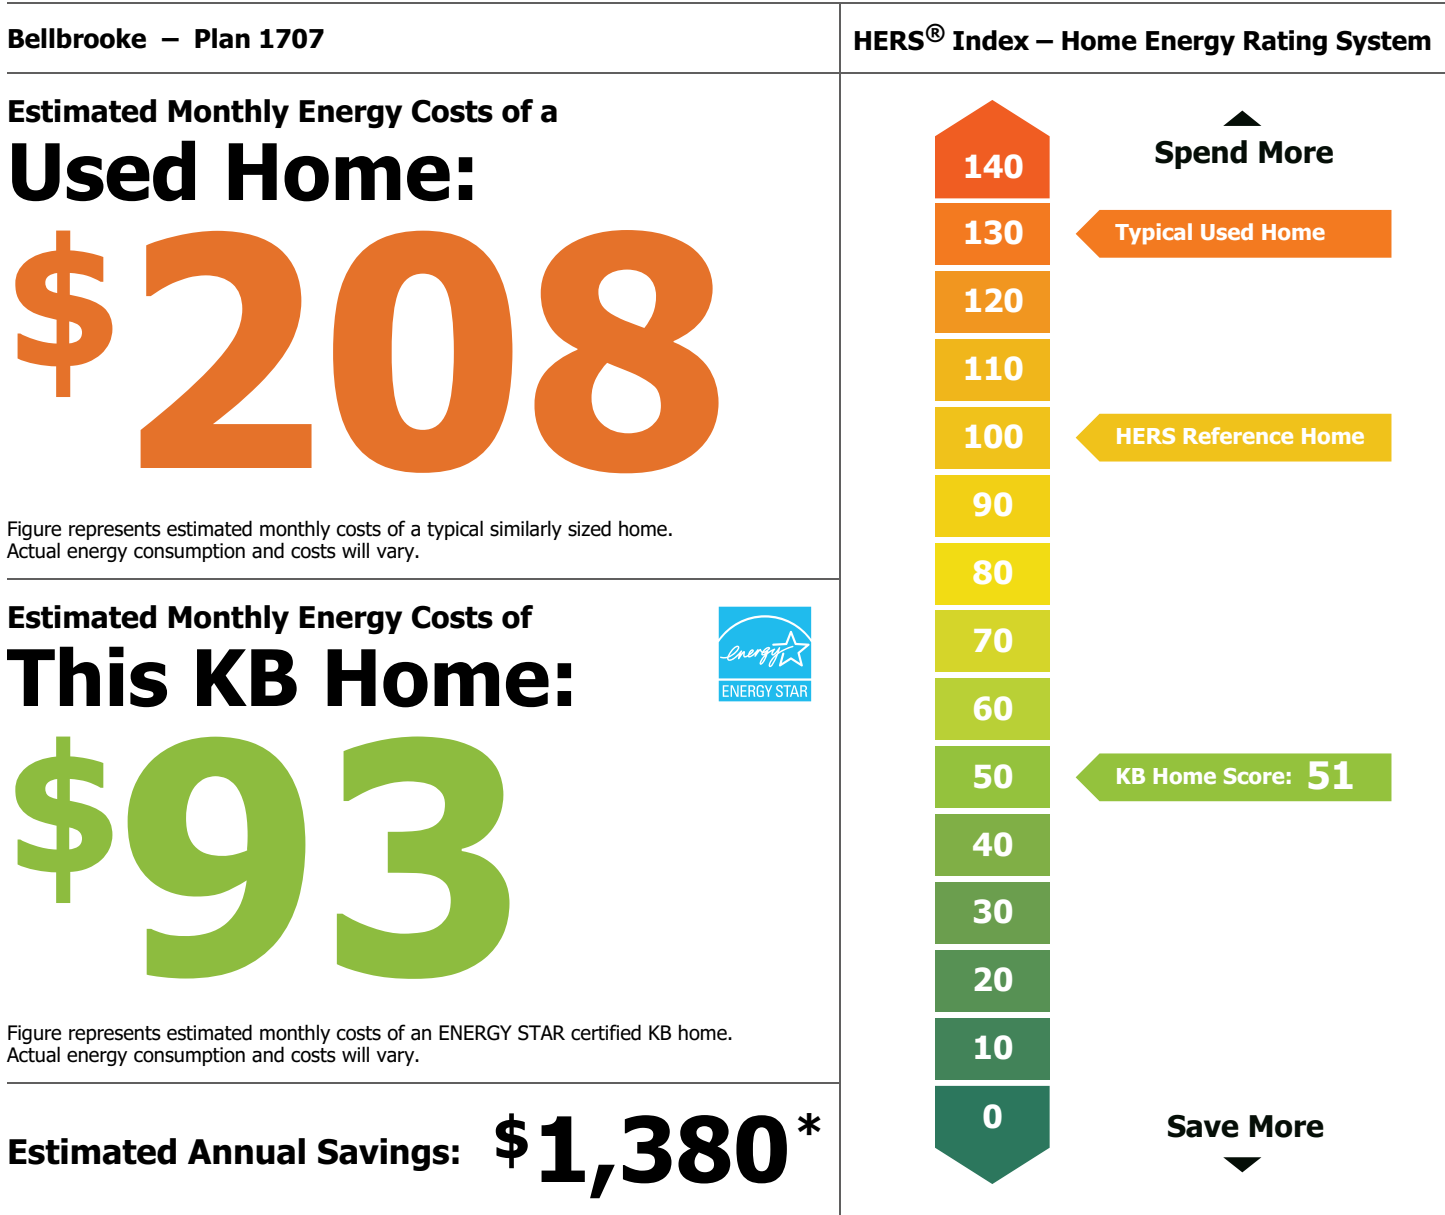 Bellbrooke – Plan 1707
Estimated Monthly Energy Costs of a
Used Home:
$208
Figure represents estimated monthly costs of a typical similarly sized home.
Actual energy consumption and costs will vary.
Estimated Monthly Energy Costs of
This KB Home:
energy
ENERGY STAR
$93
Figure represents estimated monthly costs of an ENERGY STAR certified KB home.
Actual energy consumption and costs will vary.
Estimated Annual Savings: $1,380*
HERS® Index – Home Energy Rating System
Spend More
140
130 Typical Used Home
120
110
100 HERS Reference Home
90
80
70
60
50 KB Home Score: 51
40
30
20
10
0
Save More